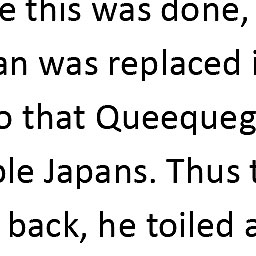 e this was done,
an was replaced i
o that Queequeg
ble Japans. Thus t
back, he toiled a